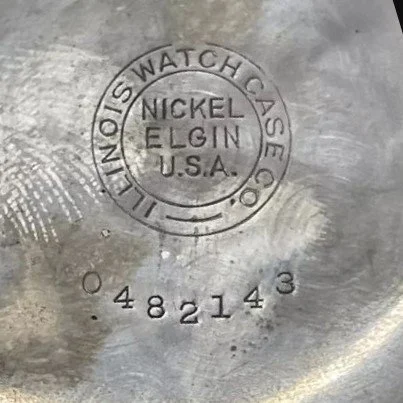 ILLINOIS WATCH CASE CO.
NICKEL
ELGIN
U.S.A.
0482143